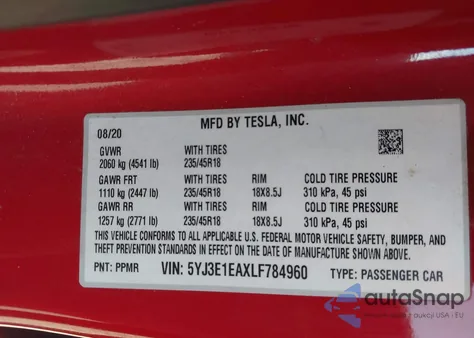 MFD BY TESLA, INC.
08/20
GVWR WITH TIRES
2060 kg (4541 lb) 235/45R18
GAWR FRT WITH TIRES RIM COLD TIRE PRESSURE
1110 kg (2447 lb) 235/45R18 18X8.5J 310 kPa, 45 psi
GAWR RR WITH TIRES RIM COLD TIRE PRESSURE
1257 kg (2771 lb) 235/45R18 18X8.5J 310 kPa, 45 psi
THIS VEHICLE CONFORMS TO ALL APPLICABLE U.S. FEDERAL MOTOR VEHICLE SAFETY, BUMPER, AND
THEFT PREVENTION STANDARDS IN EFFECT ON THE DATE OF MANUFACTURE SHOWN ABOVE.
PNT: PPMR VIN: 5YJ3E1EAXLF784960 TYPE: PASSENGER CAR
autoSnap